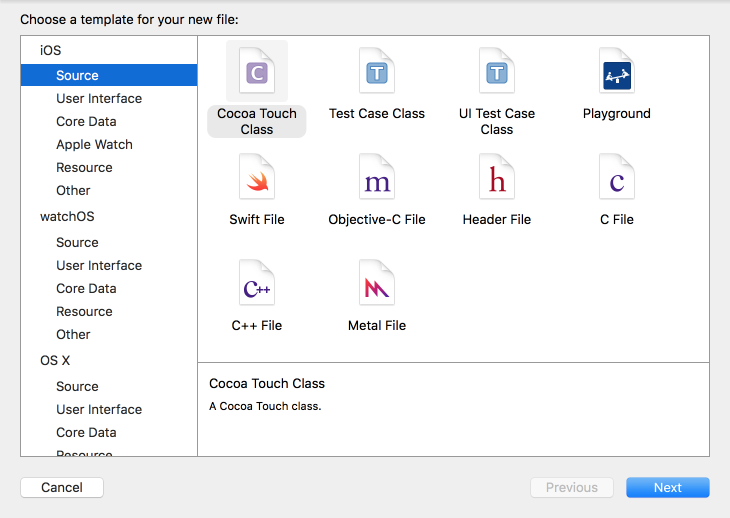 Choose a template for your new file:
iOS
Source
User Interface
Core Data
Apple Watch
Resource
Other
watchOS
Source
User Interface
Core Data
Resource
Other
OS X
Source
User Interface
Core Data
Resource
C
Cocoa Touch
Class
T
Test Case Class
T
UI Test Case
Class
Playground
Swift File
m
Objective-C File
h
Header File
c
C File
C++
C++ File
Metal File
Cocoa Touch Class
A Cocoa Touch class.
Cancel
Previous
Next